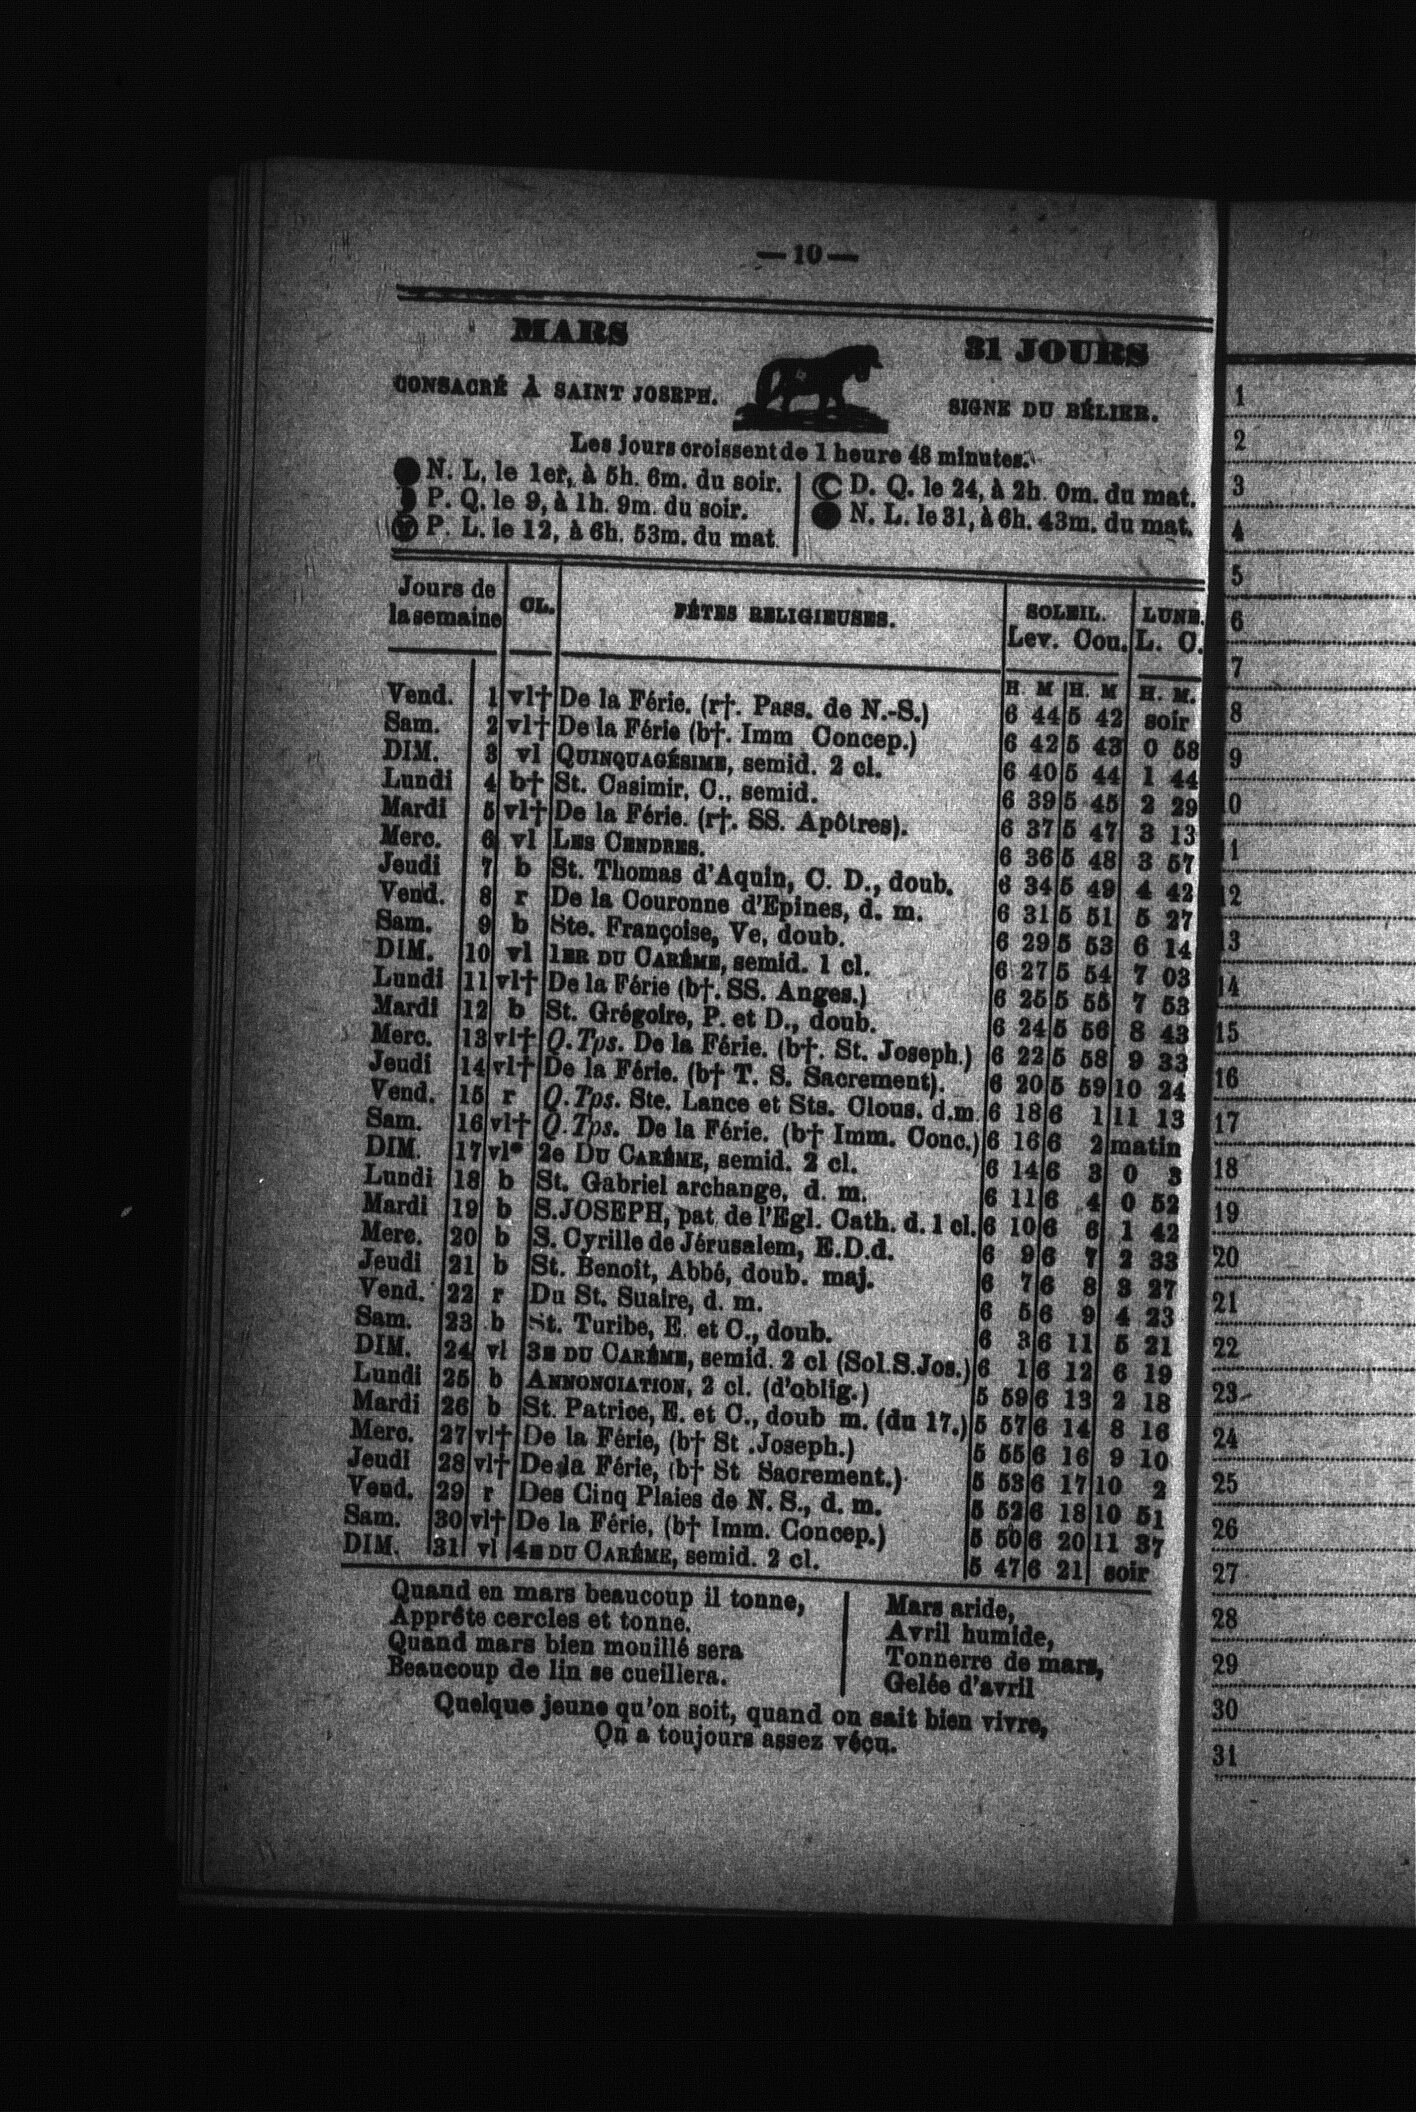 — 10 —
MARS
31 JOURS
CONSACRÉ À SAINT JOSEPH.
SIGNE DU BÉLIER.
Les jours croissent de 1 heure 48 minutes.
N. L, le 1er, à 5h. 6m. du soir.
P. Q. le 9, à 1h. 9m. du soir.
P. L. le 12, à 6h. 53m. du mat.
D. Q. le 24, à 2h. 0m. du mat.
N. L. le 31, à 6h. 43m. du mat.
Jours de la semaine CL. FÊTES RELIGIEUSES. SOLEIL. Lev. Cou. LUNE. L. C.
H. M H. M H. M.
Vend. 1 vl† De la Férie. (r†. Pass. de N.-S.) 6 44 5 42 soir
Sam. 2 vl† De la Férie (b†. Imm Concep.) 6 42 5 43 0 58
DIM. 3 vl QUINQUAGÉSIME, semid. 2 cl. 6 40 5 44 1 44
Lundi 4 b† St. Casimir, C., semid. 6 39 5 45 2 29
Mardi 5 vl† De la Férie. (r†. SS. Apôtres). 6 37 5 47 3 13
Merc. 6 vl LES CENDRES. 6 36 5 48 3 57
Jeudi 7 b St. Thomas d'Aquin, C. D., doub. 6 34 5 49 4 42
Vend. 8 r De la Couronne d'Epines, d. m. 6 31 5 51 5 27
Sam. 9 b Ste. Françoise, Ve, doub. 6 29 5 53 6 14
DIM. 10 vl 1ER DU CARÊME, semid. 1 cl. 6 27 5 54 7 03
Lundi 11 vl† De la Férie (b†. SS. Anges.) 6 25 5 55 7 53
Mardi 12 b St. Grégoire, P. et D., doub. 6 24 5 56 8 43
Merc. 13 vl† Q. Tps. De la Férie. (b†. St. Joseph.) 6 22 5 58 9 33
Jeudi 14 vl† De la Férie. (b† T. S. Sacrement). 6 20 5 59 10 24
Vend. 15 r Q. Tps. Ste. Lance et Sts. Clous. d.m. 6 18 6 1 11 13
Sam. 16 vl† Q. Tps. De la Férie. (b† Imm. Conc.) 6 16 6 2 matin
DIM. 17 vl* 2e DU CARÊME, semid. 2 cl. 6 14 6 3 0 3
Lundi 18 b St. Gabriel archange, d. m. 6 11 6 4 0 52
Mardi 19 b S. JOSEPH, pat. de l'Egl. Cath. d. 1 cl. 6 10 6 6 1 42
Merc. 20 b S. Cyrille de Jérusalem, E.D.d. 6 9 6 7 2 33
Jeudi 21 b St. Benoit, Abbé, doub. maj. 6 7 6 8 3 27
Vend. 22 r Du St. Suaire, d. m. 6 5 6 9 4 23
Sam. 23 b St. Turibe, E. et C., doub. 6 3 6 11 5 21
DIM. 24 vl 3E DU CARÊME, semid. 2 cl (Sol.S.Jos.) 6 1 6 12 6 19
Lundi 25 b ANNONCIATION, 2 cl. (d'oblig.) 5 59 6 13 2 18
Mardi 26 b St. Patrice, E. et C., doub m. (du 17.) 5 57 6 14 8 16
Merc. 27 vl† De la Férie, (b† St .Joseph.) 5 55 6 16 9 10
Jeudi 28 vl† De la Férie, (b† St Sacrement.) 5 53 6 17 10 2
Vend. 29 r Des Cinq Plaies de N. S., d. m. 5 52 6 18 10 51
Sam. 30 vl† De la Férie, (b† Imm. Concep.) 5 50 6 20 11 37
DIM. 31 vl 4E DU CARÊME, semid. 2 cl. 5 47 6 21 soir
Quand en mars beaucoup il tonne,
Apprête cercles et tonne.
Quand mars bien mouillé sera
Beaucoup de lin se cueillera.
Mars aride,
Avril humide,
Tonnerre de mars,
Gelée d'avril
Quelque jeune qu'on soit, quand on sait bien vivre,
On a toujours assez vécu.
1
2
3
4
5
6
7
8
9
10
11
12
13
14
15
16
17
18
19
20
21
22
23
24
25
26
27
28
29
30
31